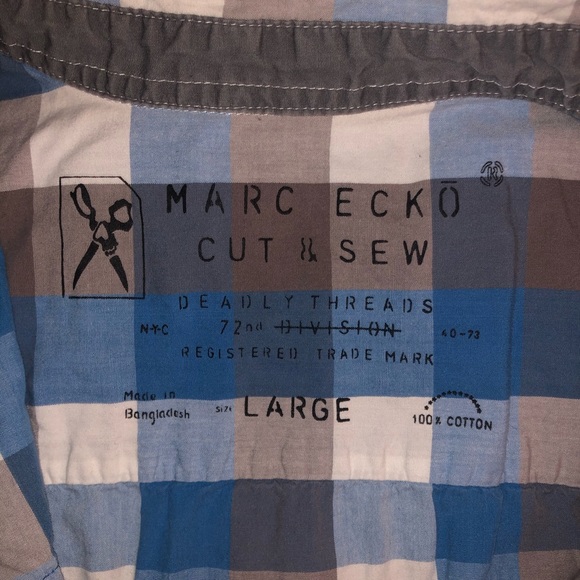 MARC ECKŌ
CUT & SEW
DEADLY THREADS
N·Y·C 72nd DIVISION 40-73
REGISTERED TRADE MARK
Made in
Bangladesh
SIZE LARGE
100% COTTON